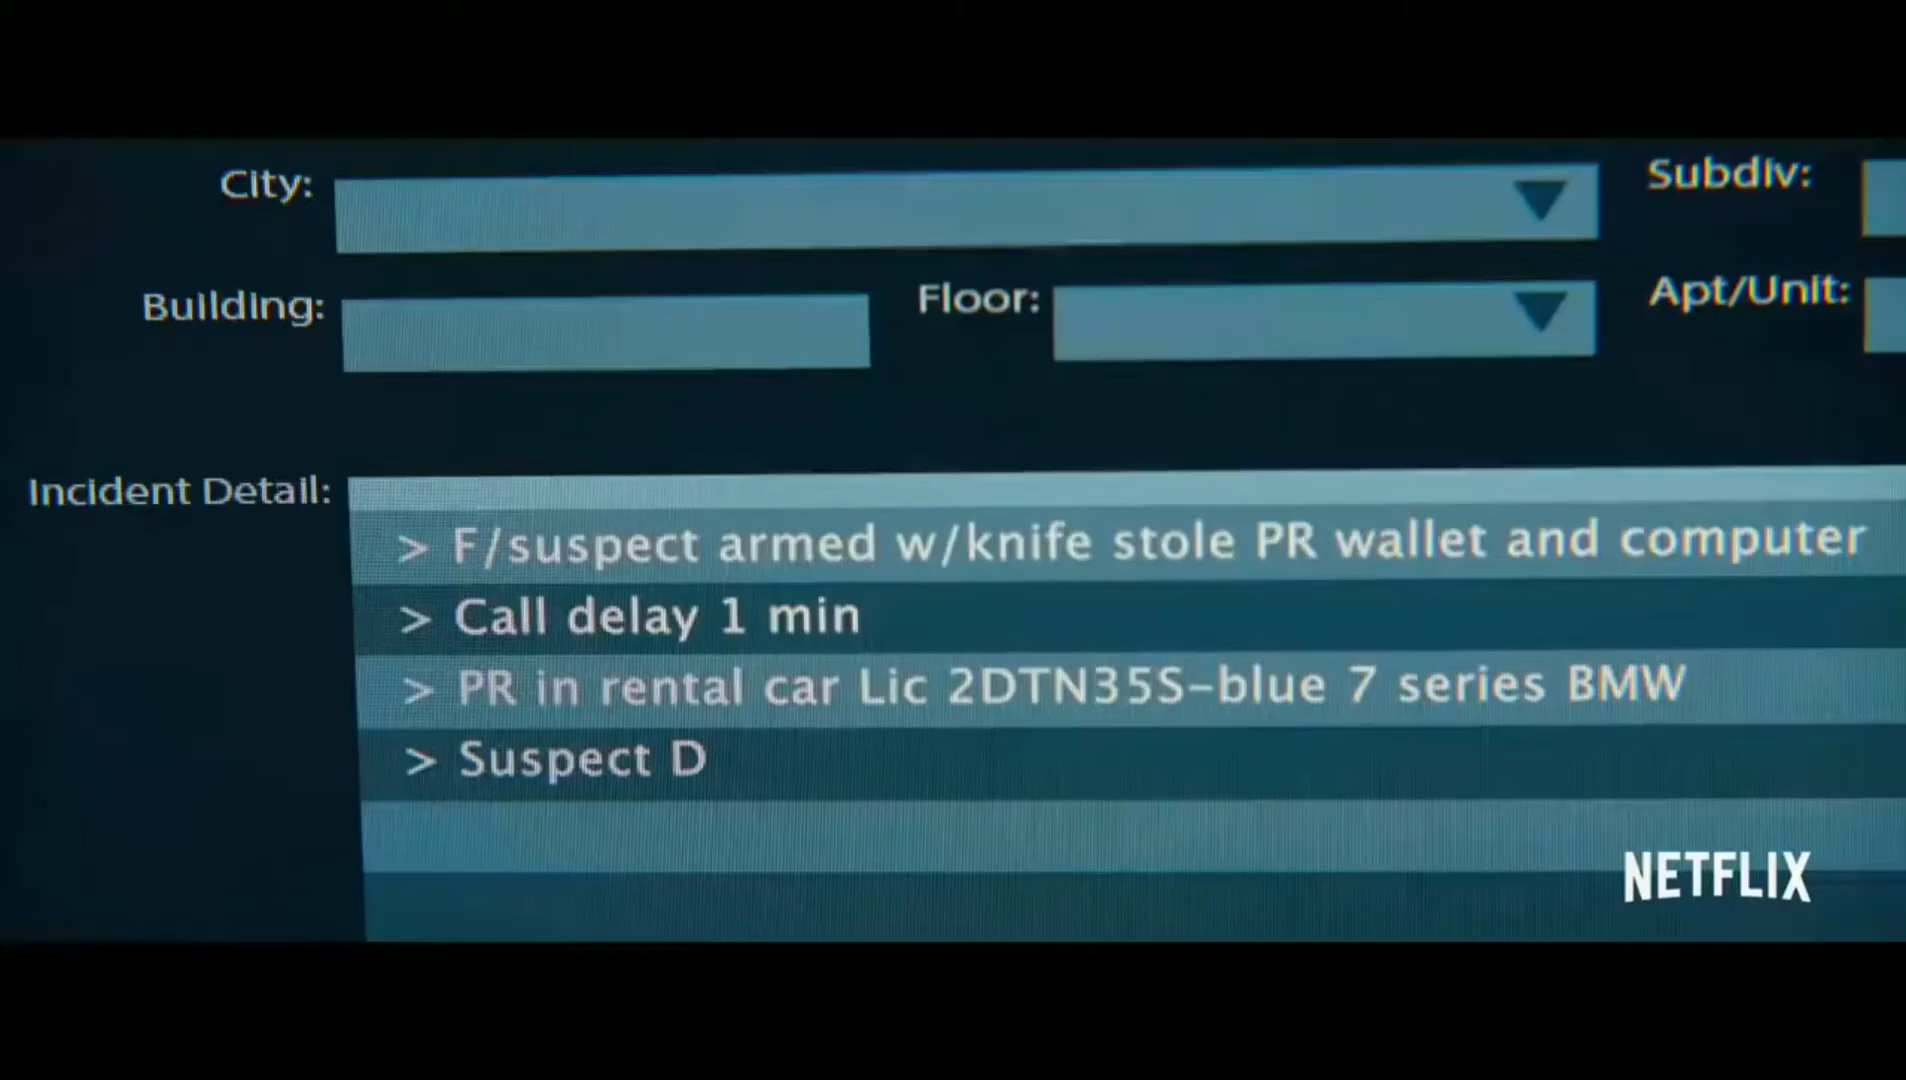 City:
Subdiv:
Building:
Floor:
Apt/Unit:
Incident Detail:
> F/suspect armed w/knife stole PR wallet and computer
> Call delay 1 min
> PR in rental car Lic 2DTN35S-blue 7 series BMW
> Suspect D
NETFLIX